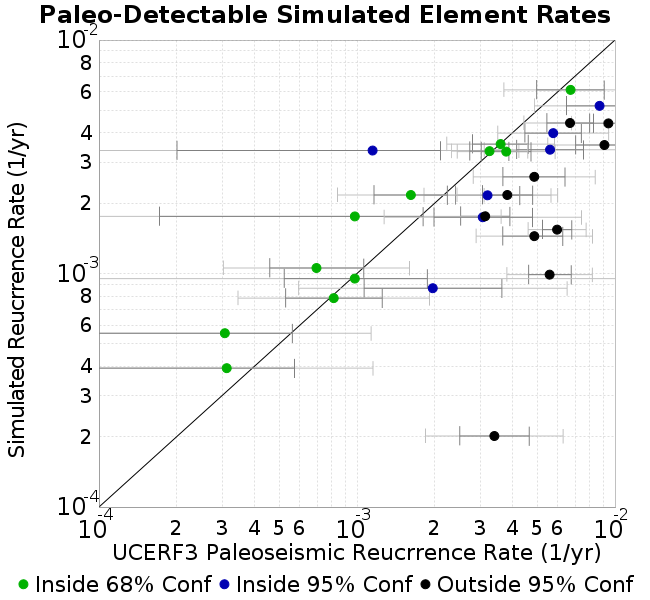 Paleo-Detectable Simulated Element Rates
10-2
8
6
4
3
2
10-3
8
6
4
3
2
10-4
Simulated Reucrrence Rate (1/yr)
10-4 2 3 4 5 6 10-3 2 3 4 5 6 10-2
UCERF3 Paleoseismic Reucrrence Rate (1/yr)
Inside 68% Conf Inside 95% Conf Outside 95% Conf